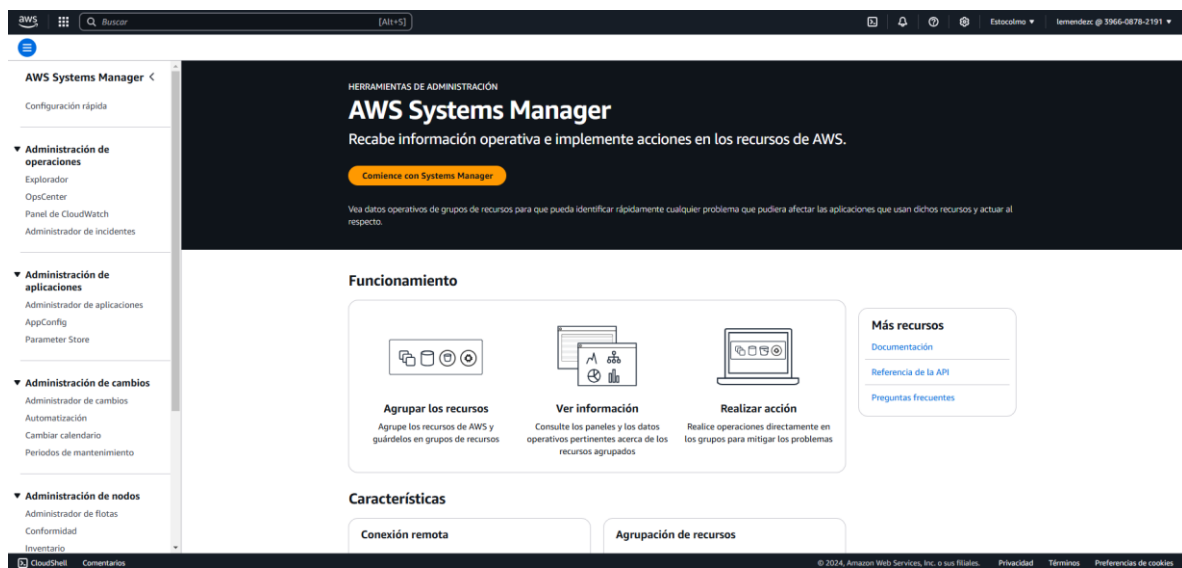 aws
Buscar
[Alt+S]
Estocolmo ▼
lemendezc @ 3966-0878-2191 ▼
AWS Systems Manager
Configuración rápida
Administración de
operaciones
Explorador
OpsCenter
Panel de CloudWatch
Administrador de incidentes
Administración de
aplicaciones
Administrador de aplicaciones
AppConfig
Parameter Store
Administración de cambios
Administrador de cambios
Automatización
Cambiar calendario
Periodos de mantenimiento
Administración de nodos
Administrador de flotas
Conformidad
Inventario
HERRAMIENTAS DE ADMINISTRACIÓN
AWS Systems Manager
Recabe información operativa e implemente acciones en los recursos de AWS.
Comience con Systems Manager
Vea datos operativos de grupos de recursos para que pueda identificar rápidamente cualquier problema que pudiera afectar las aplicaciones que usan dichos recursos y actuar al
respecto.
Funcionamiento
Agrupar los recursos
Agrupe los recursos de AWS y
guárdelos en grupos de recursos
Ver información
Consulte los paneles y los datos
operativos pertinentes acerca de los
recursos agrupados
Realizar acción
Realice operaciones directamente en
los grupos para mitigar los problemas
Más recursos
Documentación
Referencia de la API
Preguntas frecuentes
Características
Conexión remota
Agrupación de recursos
CloudShell
Comentarios
© 2024, Amazon Web Services, Inc. o sus filiales.
Privacidad
Términos
Preferencias de cookies